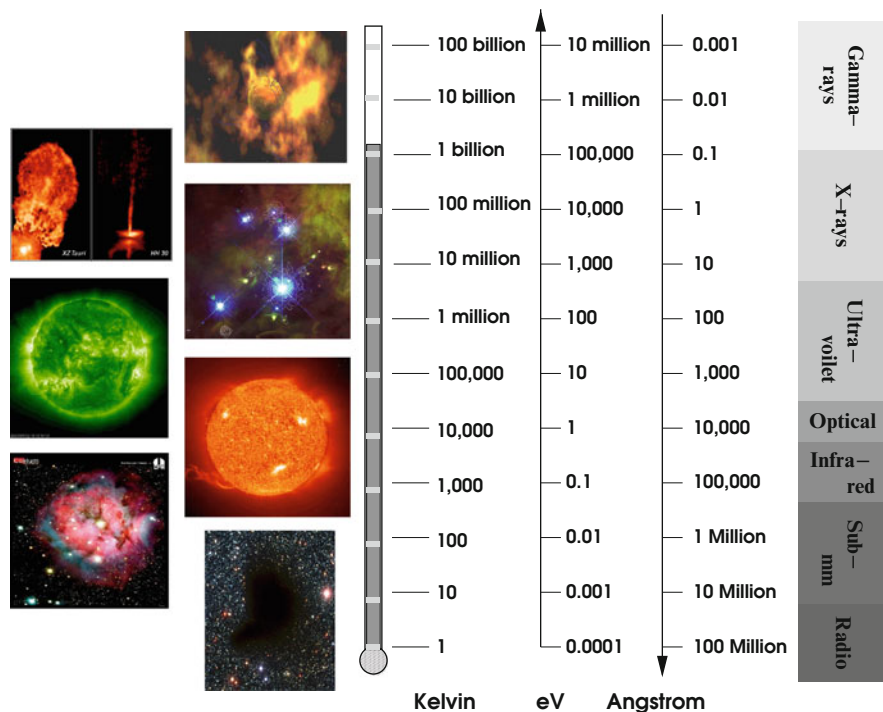 100 billion 10 million 0.001
10 billion 1 million 0.01
1 billion 100,000 0.1
100 million 10,000 1
10 million 1,000 10
1 million 100 100
100,000 10 1,000
10,000 1 10,000
1,000 0.1 100,000
100 0.01 1 Million
10 0.001 10 Million
1 0.0001 100 Million
Kelvin eV Angstrom
Gamma–
rays
X–rays
Ultra–
voilet
Optical
Infra–
red
Sub–
mm
Radio
XZ Tauri
HH 30